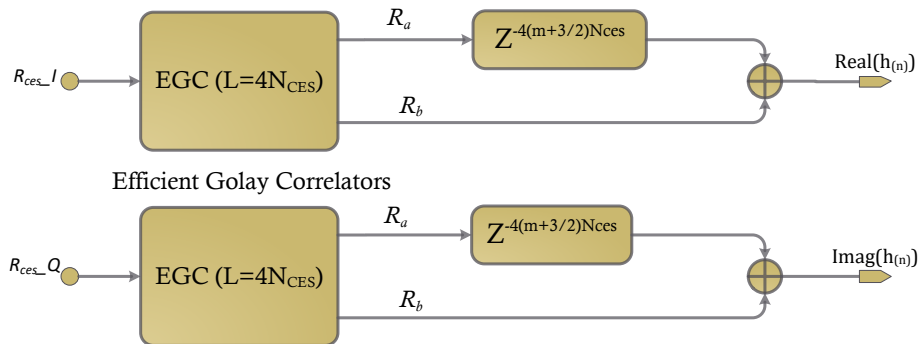 R_a
Z^-4(m+3/2)Nces
R_ces_I
EGC (L=4N_CES)
Real(h_(n))
R_b
Efficient Golay Correlators
R_a
Z^-4(m+3/2)Nces
R_ces_Q
EGC (L=4N_CES)
Imag(h_(n))
R_b